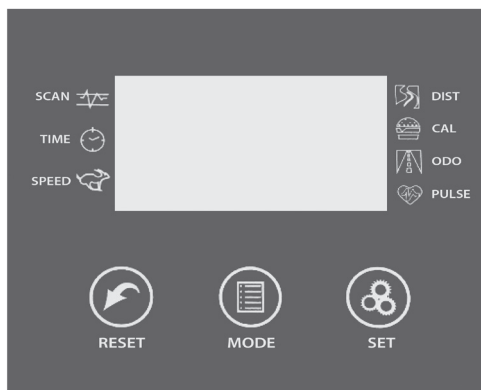 SCAN
TIME
SPEED
DIST
CAL
ODO
PULSE
RESET
MODE
SET